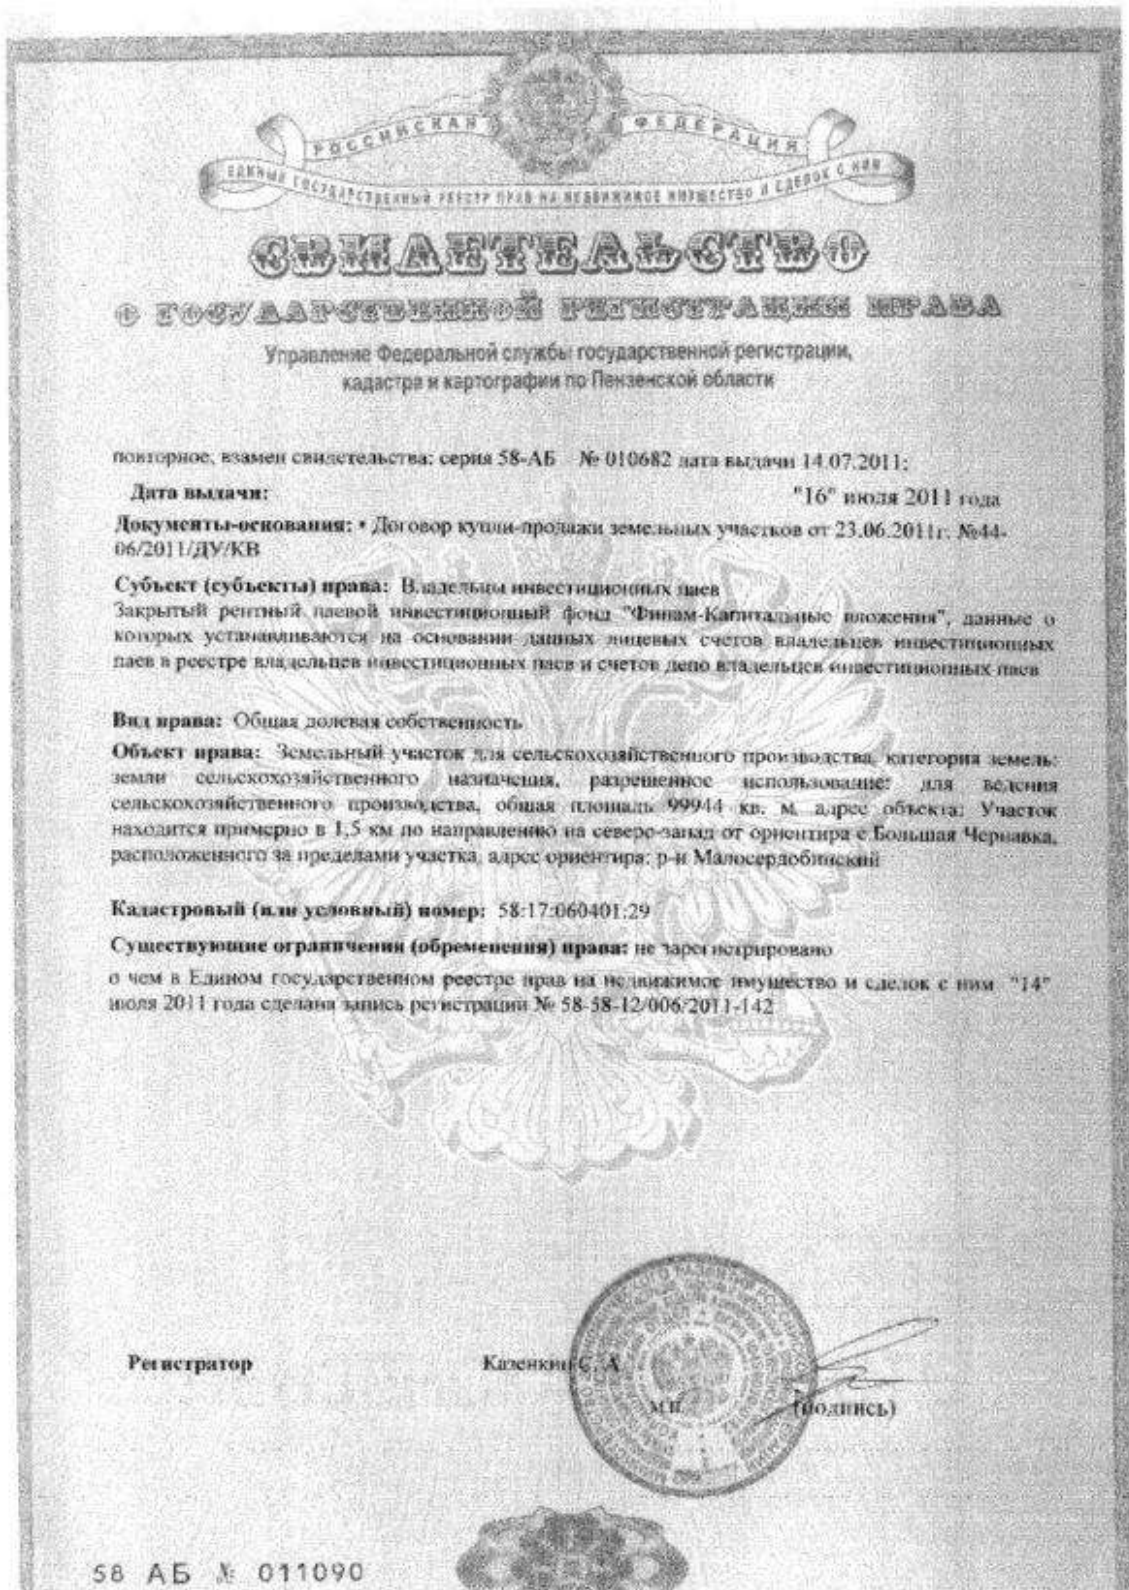 РОССИЙСКАЯ ФЕДЕРАЦИЯ
ЕДИНЫЙ ГОСУДАРСТВЕННЫЙ РЕЕСТР ПРАВ НА НЕДВИЖИМОЕ ИМУЩЕСТВО И СДЕЛОК С НИМ
СВИДЕТЕЛЬСТВО
О ГОСУДАРСТВЕННОЙ РЕГИСТРАЦИИ ПРАВА
Управление Федеральной службы государственной регистрации,
кадастра и картографии по Пензенской области
повторное, взамен свидетельства: серия 58-АБ № 010682 дата выдачи 14.07.2011;
Дата выдачи: "16" июля 2011 года
Документы-основания: • Договор купли-продажи земельных участков от 23.06.2011г. №44-
06/2011/ДУ/КВ
Субъект (субъекты) права: Владельцы инвестиционных паев
Закрытый рентный паевой инвестиционный фонд "Финам-Капитальные вложения", данные о
которых устанавливаются на основании данных лицевых счетов владельцев инвестиционных
паев в реестре владельцев инвестиционных паев и счетов депо владельцев инвестиционных паев
Вид права: Общая долевая собственность
Объект права: Земельный участок для сельскохозяйственного производства, категория земель:
земли сельскохозяйственного назначения, разрешенное использование: для ведения
сельскохозяйственного производства, общая площадь 99944 кв. м, адрес объекта: Участок
находится примерно в 1,5 км по направлению на северо-запад от ориентира с.Большая Чернавка,
расположенного за пределами участка, адрес ориентира: р-н Малосердобинский
Кадастровый (или условный) номер: 58:17:060401:29
Существующие ограничения (обременения) права: не зарегистрировано
о чем в Едином государственном реестре прав на недвижимое имущество и сделок с ним "14"
июля 2011 года сделана запись регистрации № 58-58-12/006/2011-142
Регистратор Казенкин С. А.
м.п. (подпись)
58 АБ № 011090